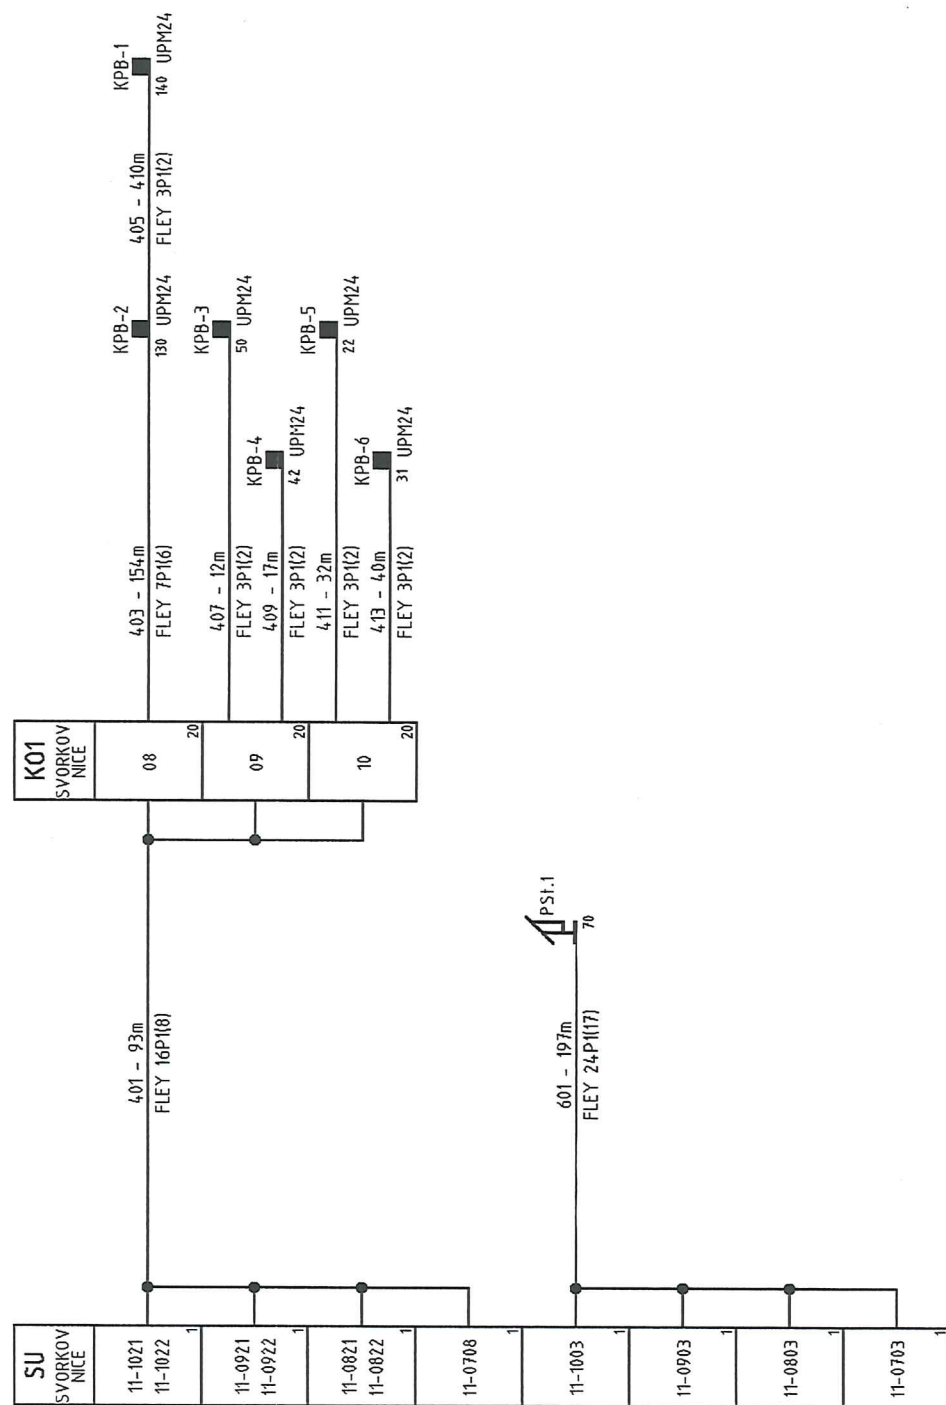 SU
SVORKOV
NICE
11-1021
11-1022
1
11-0921
11-0922
1
11-0821
11-0822
1
11-0708
1
11-1003
1
11-0903
1
11-0803
1
11-0703
1
401 - 93m
FLEY 16P1(8)
601 - 197m
FLEY 24P1(17)
PSt.1
70
K01
SVORKOV
NICE
08
20
09
20
10
20
403 - 154m
FLEY 7P1(6)
407 - 12m
FLEY 3P1(2)
409 - 17m
FLEY 3P1(2)
411 - 32m
FLEY 3P1(2)
413 - 40m
FLEY 3P1(2)
KPB-2
130 UPM24
405 - 410m
FLEY 3P1(2)
KPB-1
140 UPM24
KPB-3
50 UPM24
KPB-4
42 UPM24
KPB-5
22 UPM24
KPB-6
31 UPM24